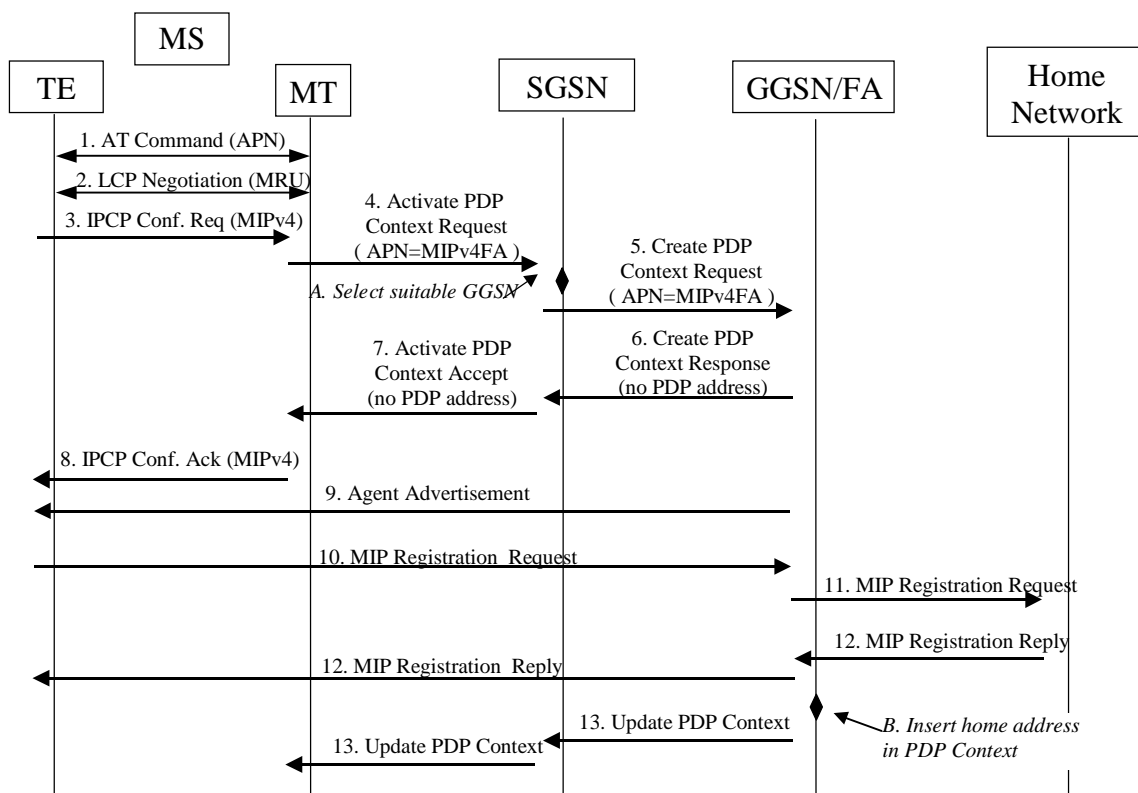 MS
TE
MT
SGSN
GGSN/FA
Home
Network
1. AT Command (APN)
2. LCP Negotiation (MRU)
3. IPCP Conf. Req (MIPv4)
4. Activate PDP
Context Request
( APN=MIPv4FA )
A. Select suitable GGSN
5. Create PDP
Context Request
( APN=MIPv4FA )
6. Create PDP
Context Response
(no PDP address)
7. Activate PDP
Context Accept
(no PDP address)
8. IPCP Conf. Ack (MIPv4)
9. Agent Advertisement
10. MIP Registration Request
11. MIP Registration Request
12. MIP Registration Reply
12. MIP Registration Reply
13. Update PDP Context
B. Insert home address
in PDP Context
13. Update PDP Context